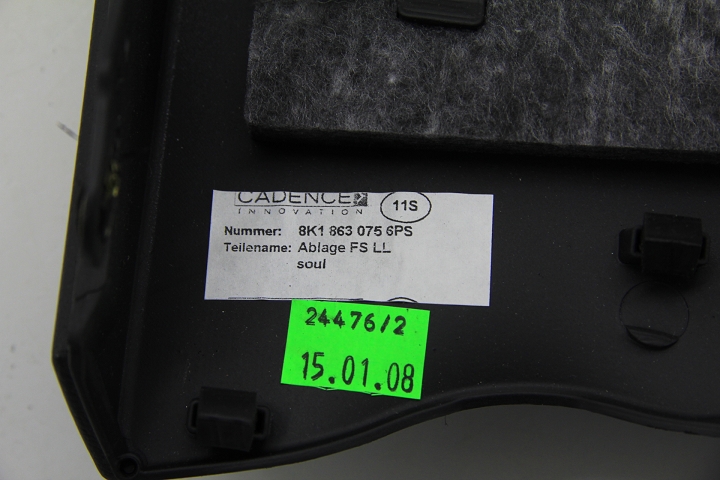 CADENCE
INNOVATION
11S
Nummer: 8K1 863 075 6PS
Teilename: Ablage FS LL
soul
24476/2
15.01.08